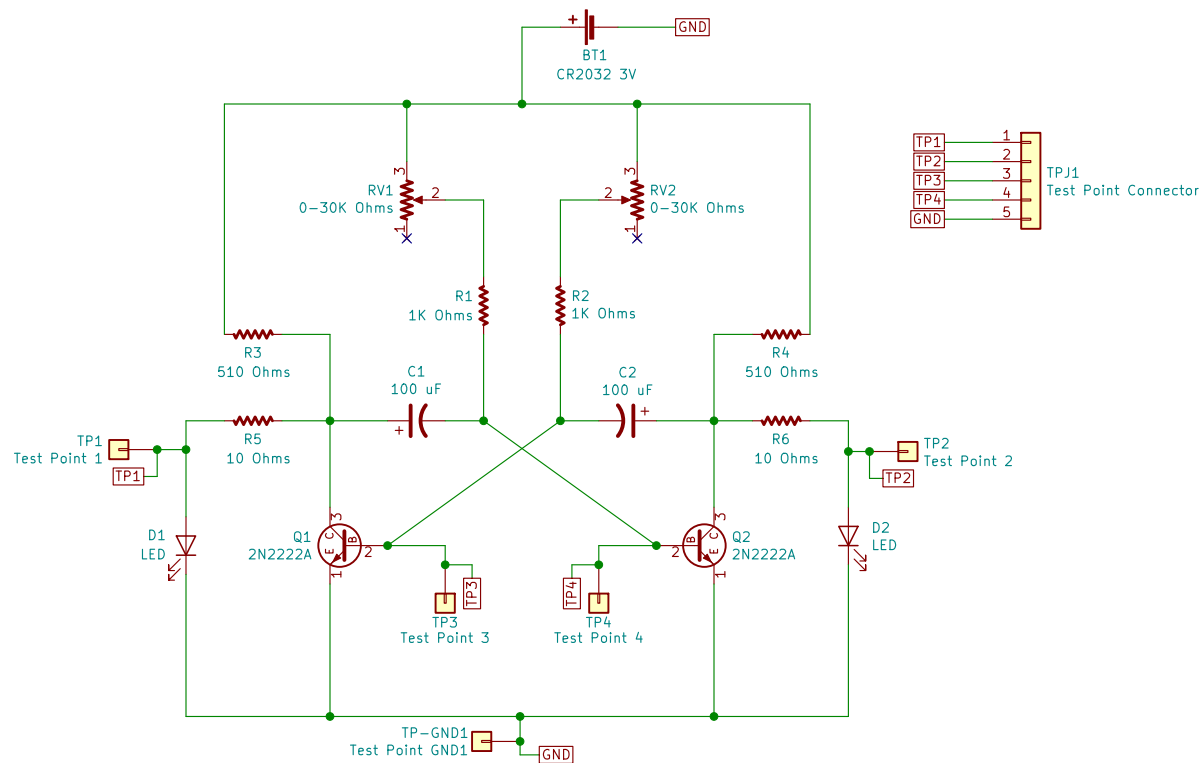 +
GND
BT1
CR2032 3V
3
RV1
0-30K Ohms
2
1
3
RV2
0-30K Ohms
2
1
TP1
1
TP2
2
TP3
3
TP4
4
GND
5
TPJ1
Test Point Connector
R1
1K Ohms
R2
1K Ohms
R3
510 Ohms
C1
100 uF
+
C2
100 uF
+
R4
510 Ohms
TP1
Test Point 1
TP1
R5
10 Ohms
R6
10 Ohms
TP2
Test Point 2
TP2
D1
LED
Q1
2N2222A
3
C
B
E
2
1
3
C
B
E
2
1
Q2
2N2222A
D2
LED
TP3
TP3
Test Point 3
TP4
TP4
Test Point 4
TP-GND1
Test Point GND1
GND